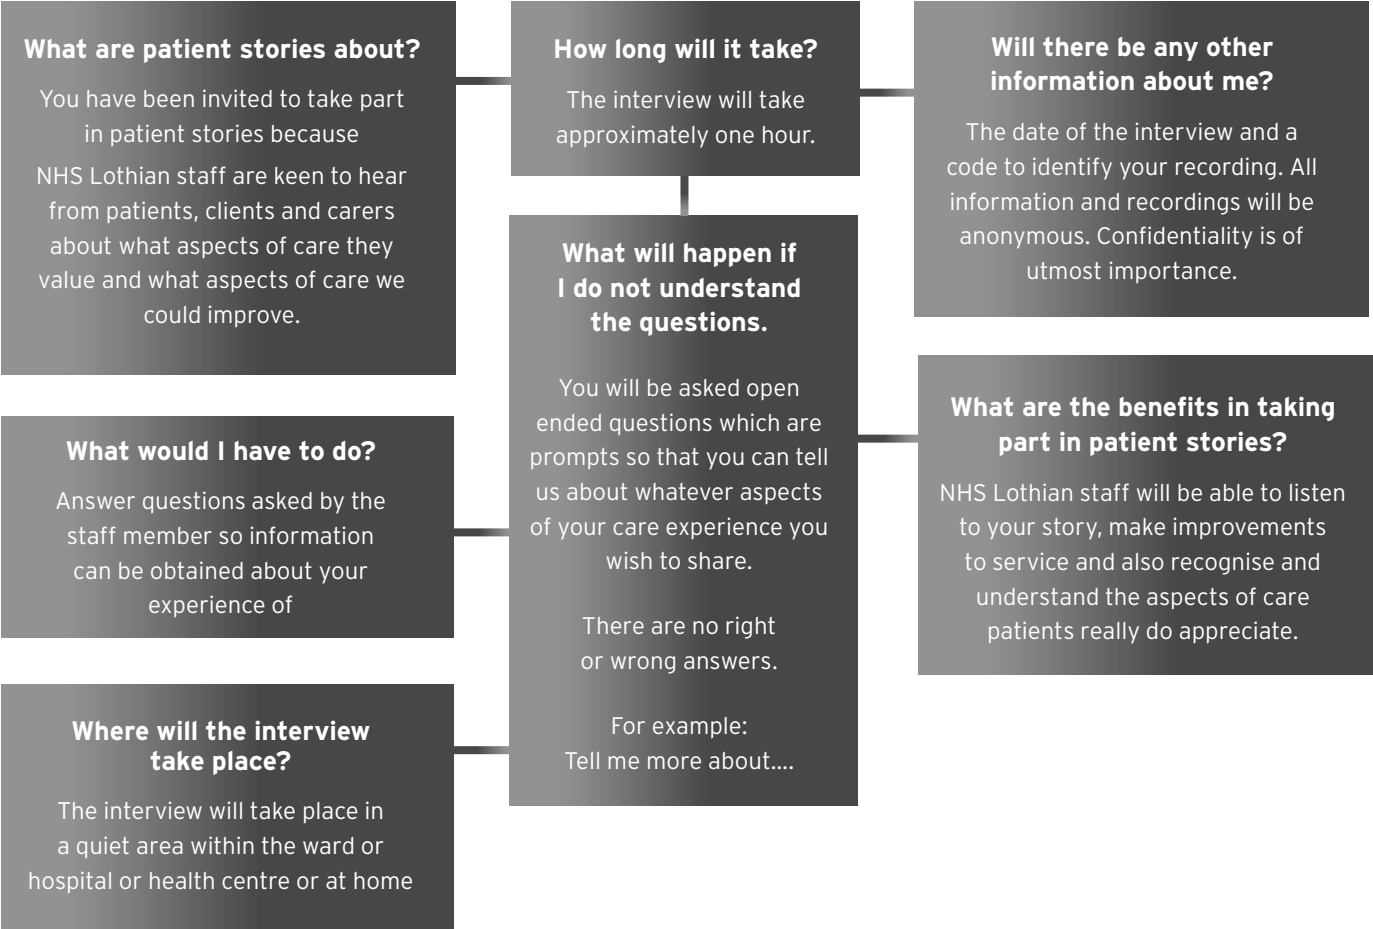 What are patient stories about?
You have been invited to take part
in patient stories because
NHS Lothian staff are keen to hear
from patients, clients and carers
about what aspects of care they
value and what aspects of care we
could improve.
What would I have to do?
Answer questions asked by the
staff member so information
can be obtained about your
experience of
Where will the interview
take place?
The interview will take place in
a quiet area within the ward or
hospital or health centre or at home
How long will it take?
The interview will take
approximately one hour.
What will happen if
I do not understand
the questions.
You will be asked open
ended questions which are
prompts so that you can tell
us about whatever aspects
of your care experience you
wish to share.
There are no right
or wrong answers.
For example:
Tell me more about....
Will there be any other
information about me?
The date of the interview and a
code to identify your recording. All
information and recordings will be
anonymous. Confidentiality is of
utmost importance.
What are the benefits in taking
part in patient stories?
NHS Lothian staff will be able to listen
to your story, make improvements
to service and also recognise and
understand the aspects of care
patients really do appreciate.